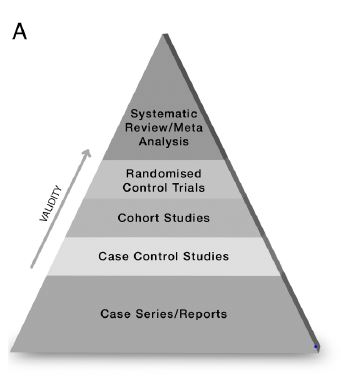 A
Systematic
Review/Meta
Analysis
Randomised
Control Trials
VALIDITY
Cohort Studies
Case Control Studies
Case Series/Reports